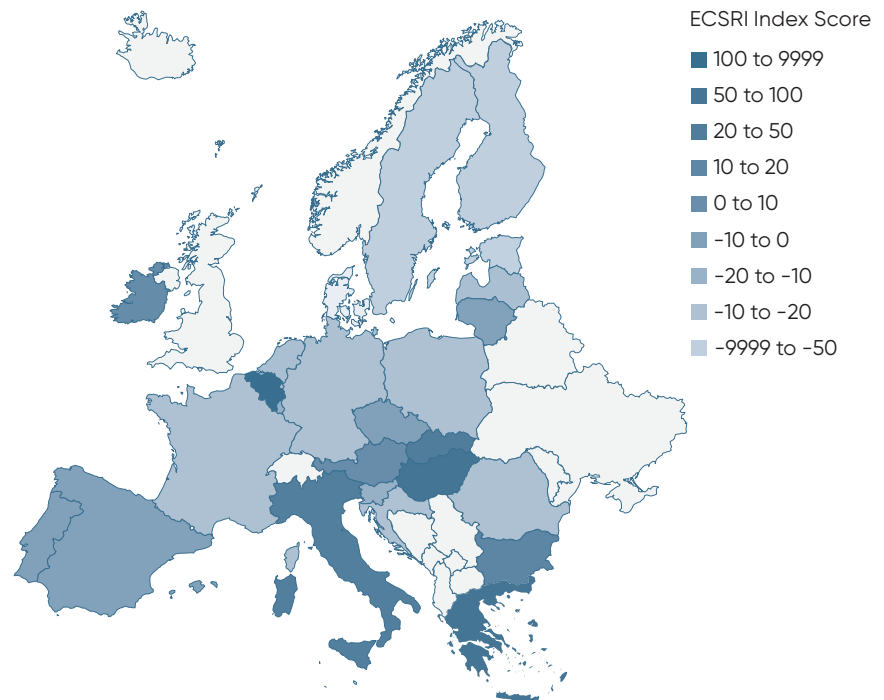 ECSRI Index Score
100 to 9999
50 to 100
20 to 50
10 to 20
0 to 10
-10 to 0
-20 to -10
-10 to -20
-9999 to -50